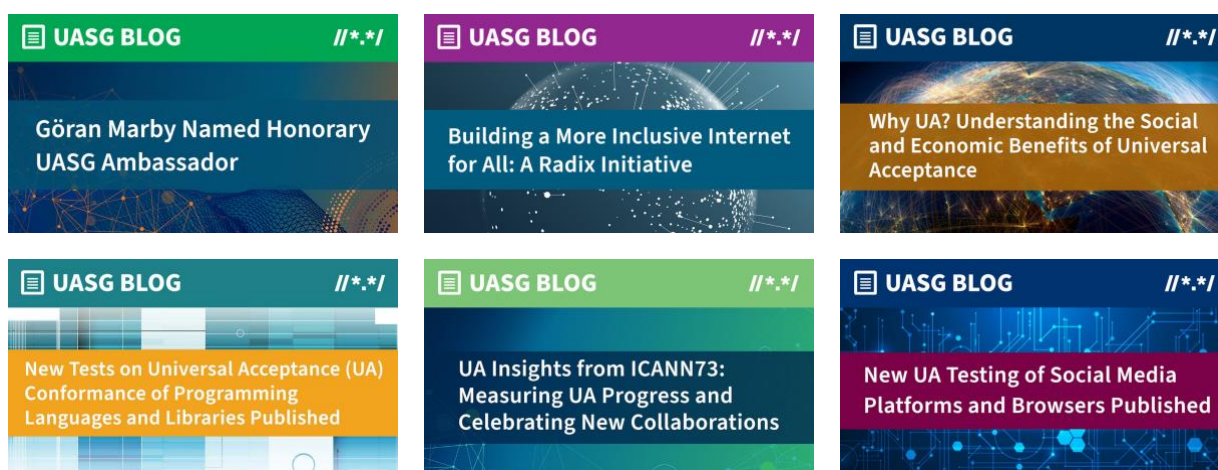 UASG BLOG //*.*/
Göran Marby Named Honorary
UASG Ambassador
UASG BLOG //*.*/
Building a More Inclusive Internet
for All: A Radix Initiative
UASG BLOG //*.*/
Why UA? Understanding the Social
and Economic Benefits of Universal
Acceptance
UASG BLOG //*.*/
New Tests on Universal Acceptance (UA)
Conformance of Programming
Languages and Libraries Published
UASG BLOG //*.*/
UA Insights from ICANN73:
Measuring UA Progress and
Celebrating New Collaborations
UASG BLOG //*.*/
New UA Testing of Social Media
Platforms and Browsers Published